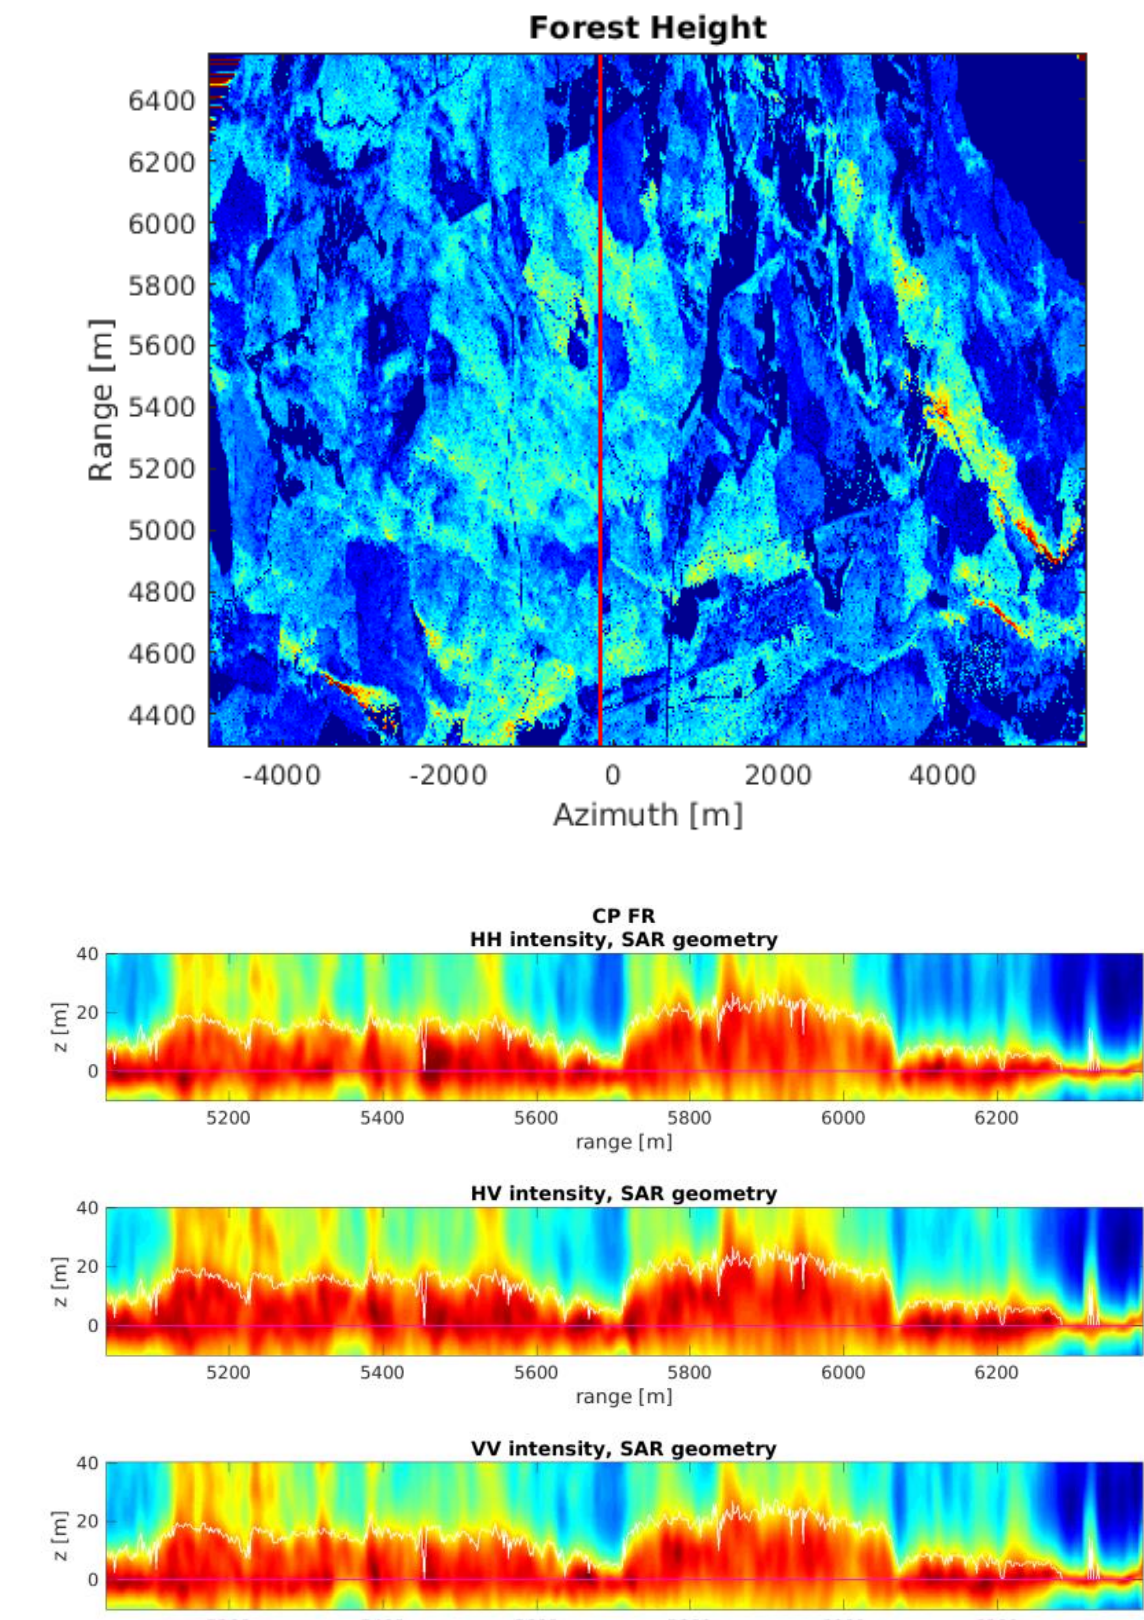 Forest Height
6400
6200
6000
5800
5600
5400
5200
5000
4800
4600
4400
Range [m]
-4000 -2000 0 2000 4000
Azimuth [m]
CP FR
HH intensity, SAR geometry
40
20
0
z [m]
5200 5400 5600 5800 6000 6200
range [m]
HV intensity, SAR geometry
40
20
0
z [m]
5200 5400 5600 5800 6000 6200
range [m]
VV intensity, SAR geometry
40
20
0
z [m]